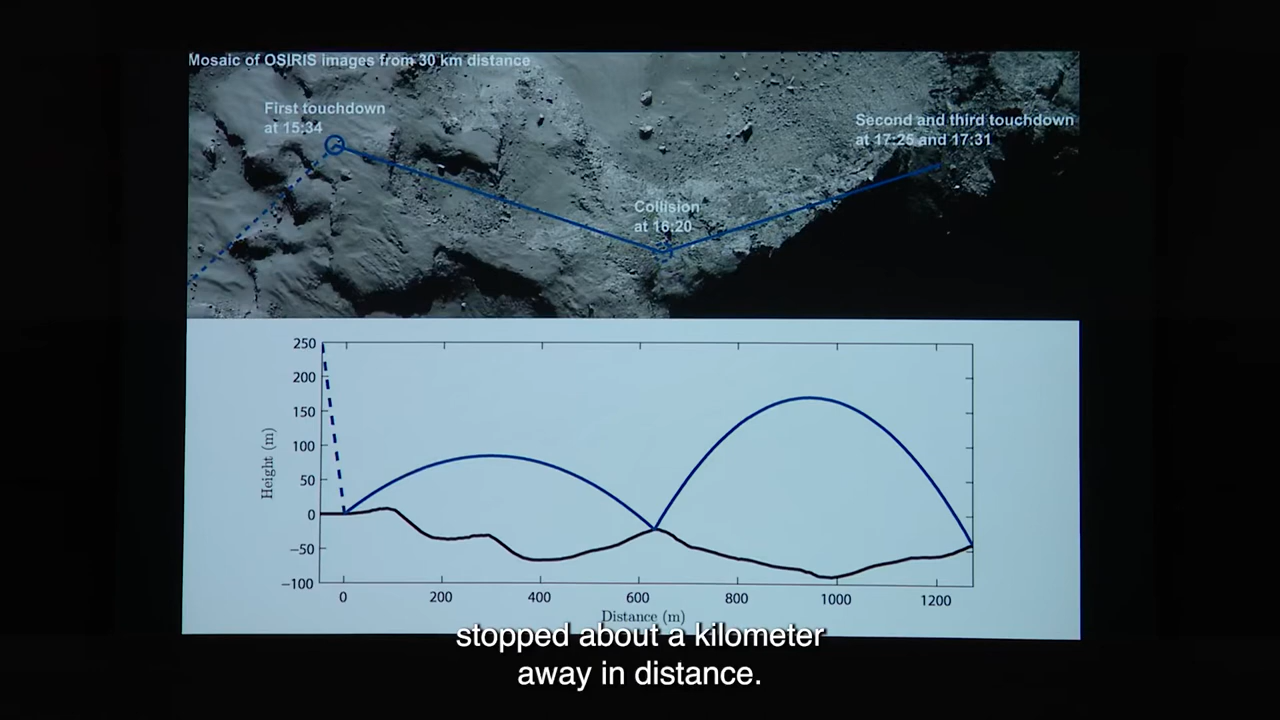 Mosaic of OSIRIS images from 30 km distance
First touchdown
at 15:34
Second and third touchdown
at 17:25 and 17:31
Collision
at 16:20
250
200
150
100
50
0
−50
−100
Height (m)
0 200 400 600 800 1000 1200
Distance (m)
stopped about a kilometer
away in distance.